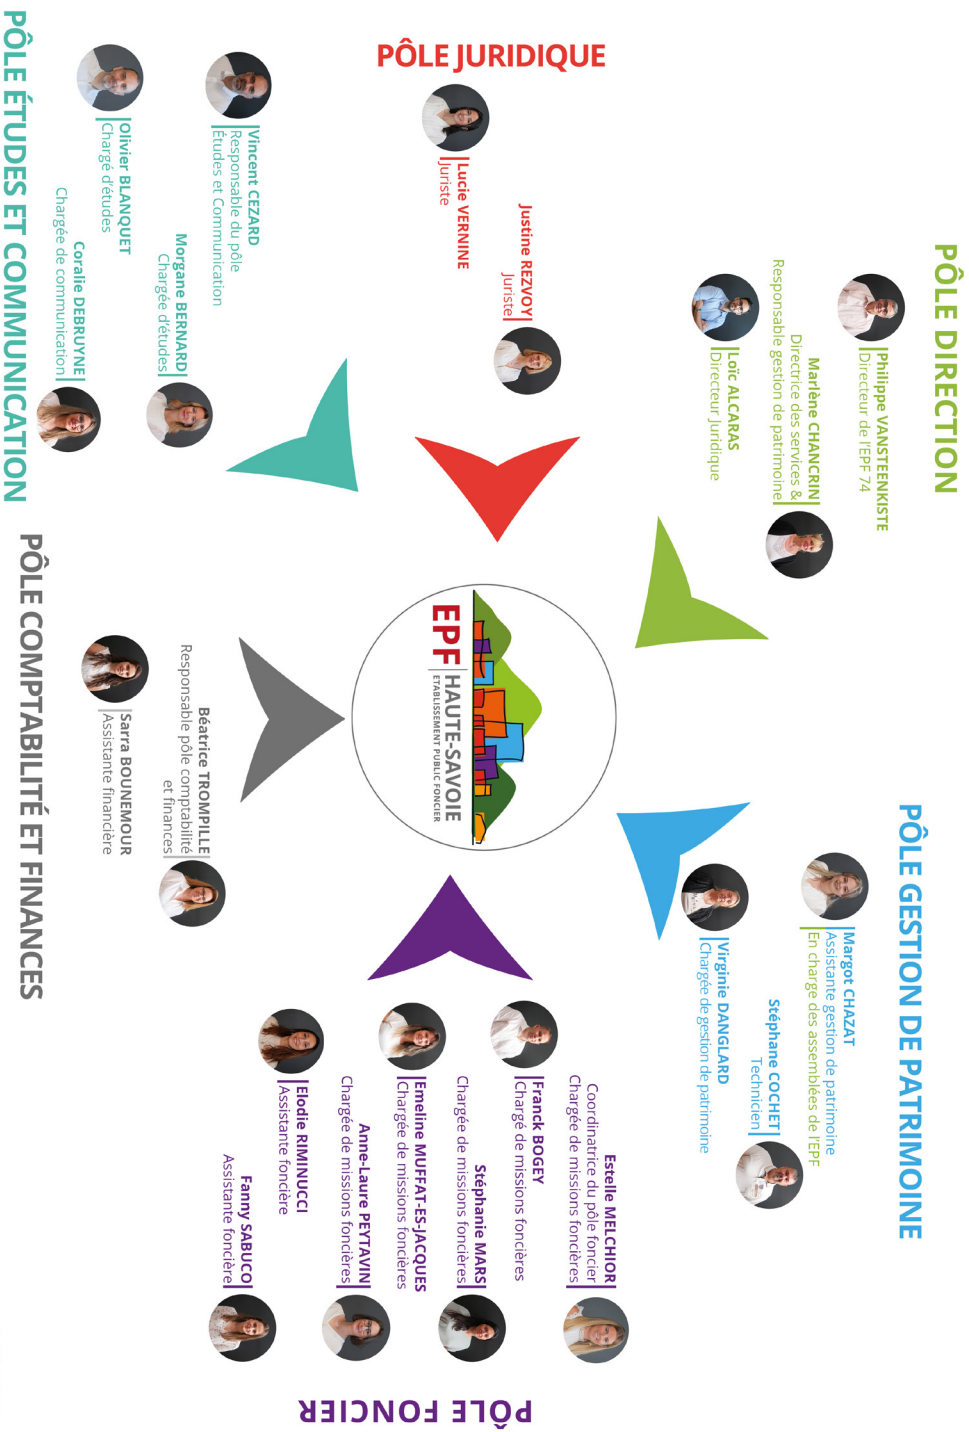 PÔLE DIRECTION
Philippe VANSTEENKISTE
Directeur de l'EPF 74
Marlène CHANCRIN
Directrice des services &
Responsable gestion de patrimoine
Loïc ALCARAS
Directeur Juridique
PÔLE GESTION DE PATRIMOINE
Margot CHAZAT
Assistante gestion de patrimoine
En charge des assemblées de l'EPF
Stéphane COCHET
Technicien
Virginie DANGLARD
Chargée de gestion de patrimoine
PÔLE JURIDIQUE
Justine REZVOY
Juriste
Lucie VERNINE
Juriste
EPF
HAUTE-SAVOIE
ETABLISSEMENT PUBLIC FONCIER
PÔLE FONCIER
Estelle MELCHIOR
Coordinatrice du pôle foncier
Chargée de missions foncières
Franck BOGEY
Chargé de missions foncières
Stéphanie MARS
Chargée de missions foncières
Emeline MUFFAT-ES-JACQUES
Chargée de missions foncières
Anne-Laure PEYTAVIN
Chargée de missions foncières
Elodie RIMINUCCI
Assistante foncière
Fanny SABUCO
Assistante foncière
PÔLE ÉTUDES ET COMMUNICATION
Vincent CEZARD
Responsable du pôle
Études et Communication
Morgane BERNARD
Chargée d'études
Olivier BLANQUET
Chargé d'études
Coralie DEBRUYNE
Chargée de communication
PÔLE COMPTABILITÉ ET FINANCES
Béatrice TROMPILLE
Responsable pôle comptabilité
et finances
Sarra BOUNEMOUR
Assistante financière